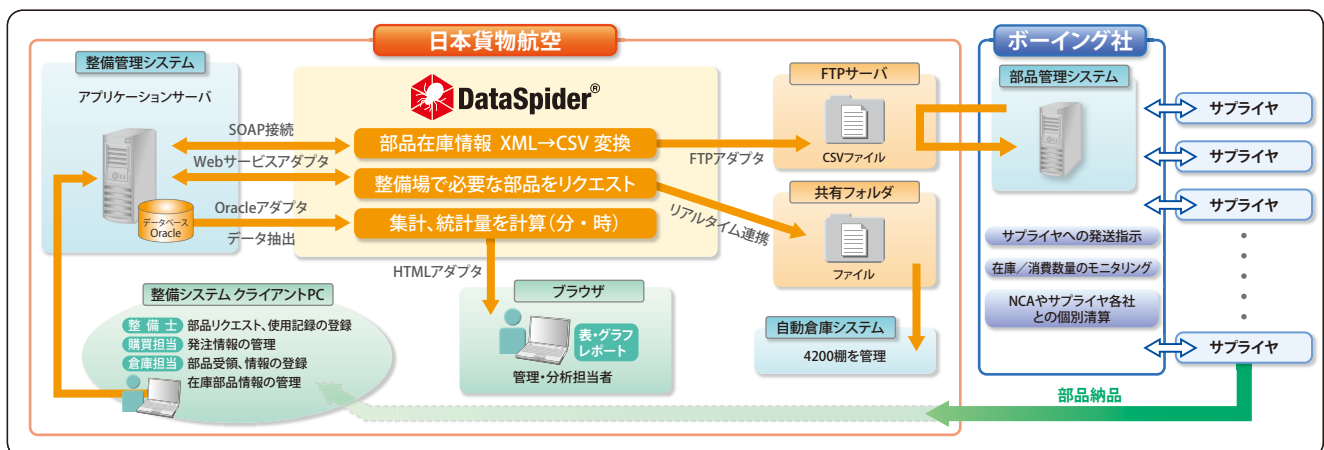 日本貨物航空
ボーイング社
整備管理システム
アプリケーションサーバ
データベース
Oracle
SOAP接続
Webサービスアダプタ
Oracleアダプタ
データ抽出
DataSpider®
部品在庫情報 XML→CSV 変換
整備場で必要な部品をリクエスト
集計、統計量を計算(分・時)
FTPアダプタ
リアルタイム連携
HTMLアダプタ
FTPサーバ
CSVファイル
共有フォルダ
ファイル
自動倉庫システム
4200棚を管理
ブラウザ
表・グラフ
レポート
管理・分析担当者
整備システム クライアントPC
整備士 部品リクエスト、使用記録の登録
購買担当 発注情報の管理
倉庫担当 部品受領、情報の登録
在庫部品情報の管理
部品管理システム
サプライヤへの発送指示
在庫／消費数量のモニタリング
NCAやサプライヤ各社
との個別清算
サプライヤ
サプライヤ
サプライヤ
サプライヤ
部品納品